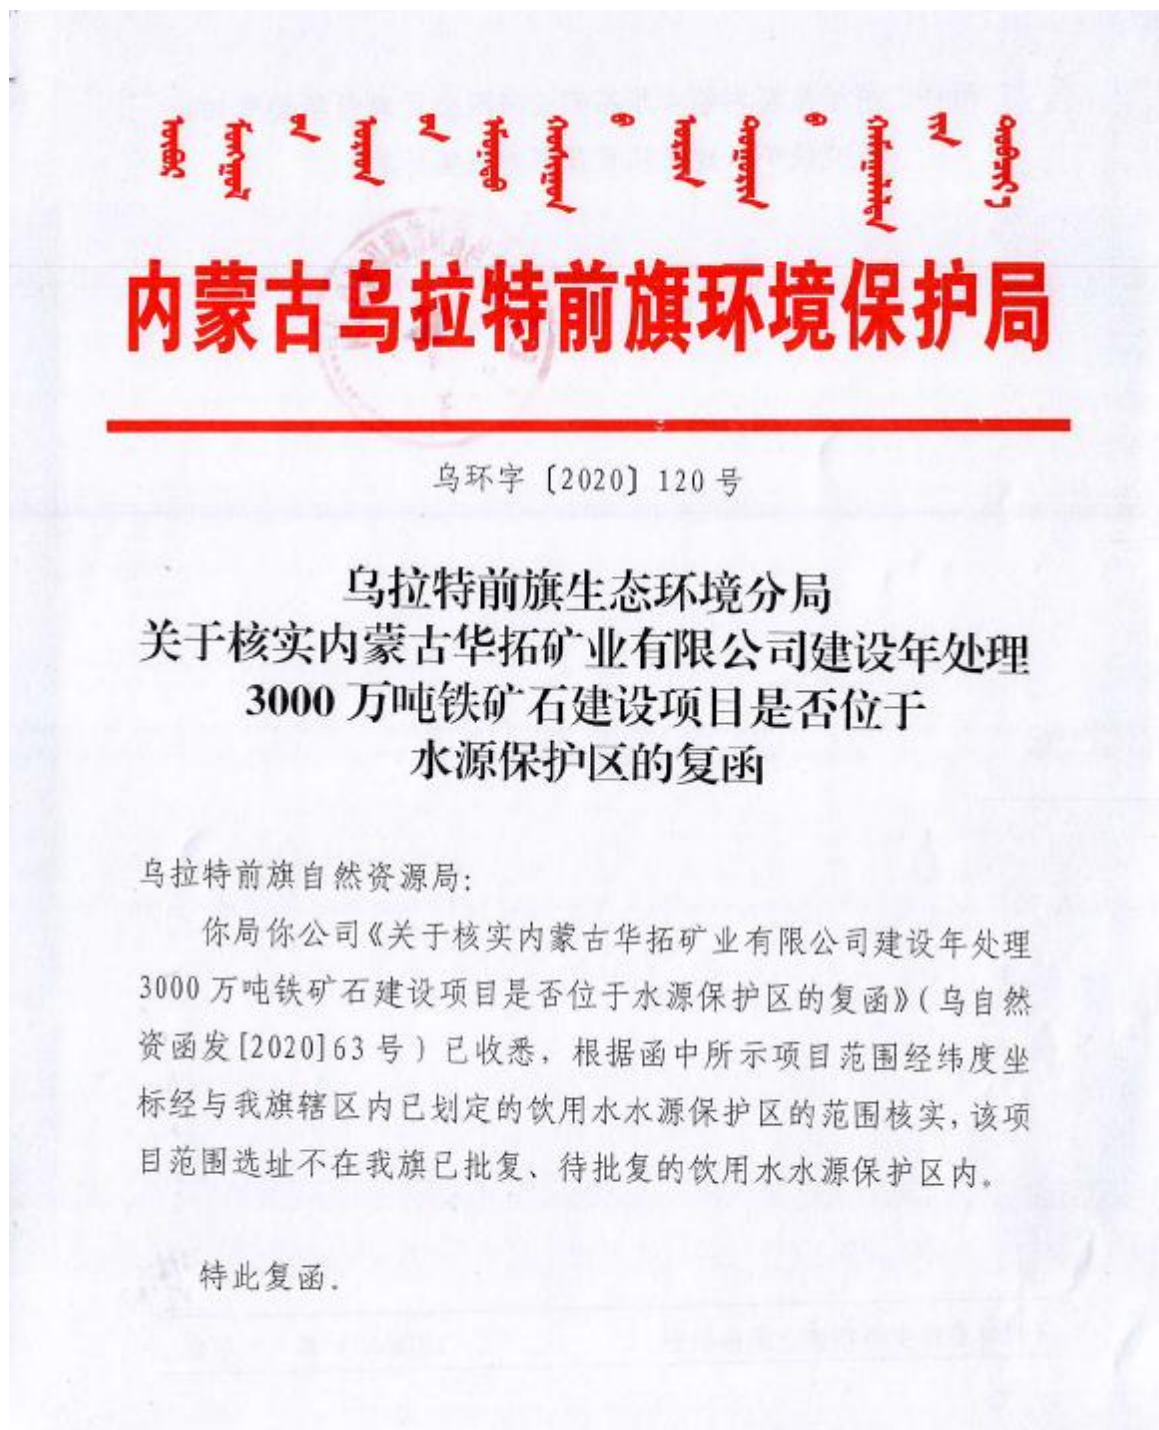 内蒙古乌拉特前旗环境保护局
乌环字〔2020〕120号
乌拉特前旗生态环境分局
关于核实内蒙古华拓矿业有限公司建设年处理
3000万吨铁矿石建设项目是否位于
水源保护区的复函
乌拉特前旗自然资源局:
你局你公司《关于核实内蒙古华拓矿业有限公司建设年处理
3000万吨铁矿石建设项目是否位于水源保护区的复函》(乌自然
资函发[2020]63号)已收悉，根据函中所示项目范围经纬度坐
标经与我旗辖区内已划定的饮用水水源保护区的范围核实，该项
目范围选址不在我旗已批复、待批复的饮用水水源保护区内。
特此复函.